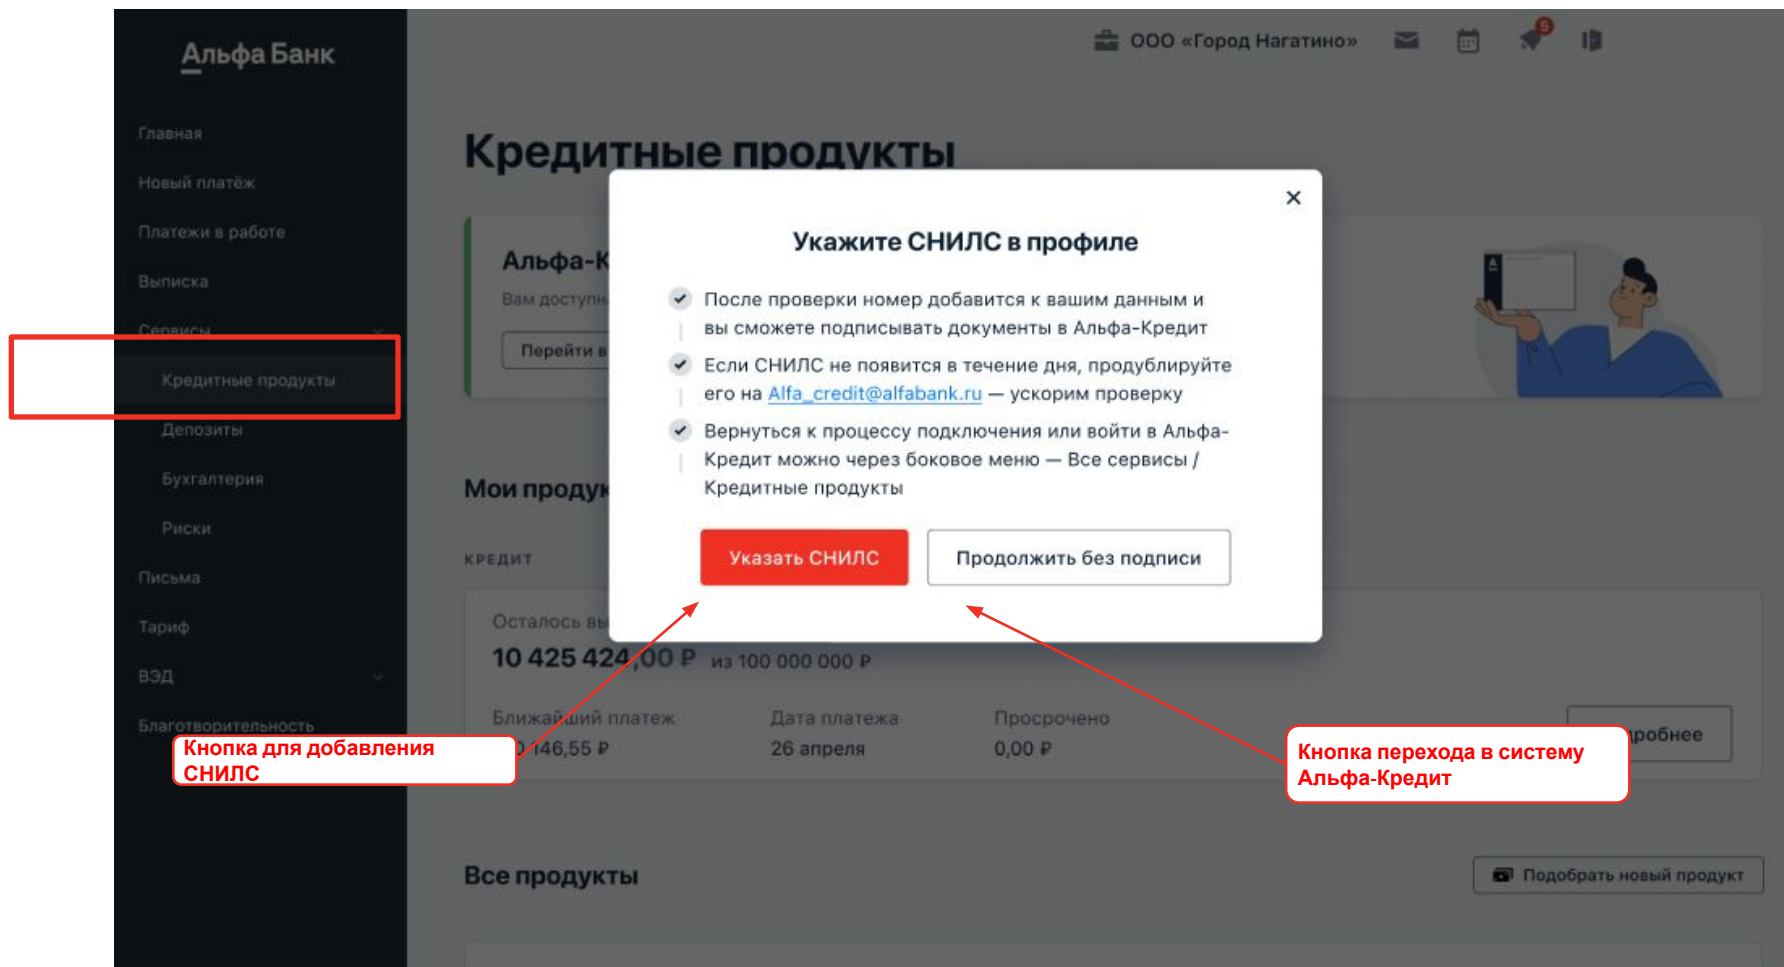 Альфа Банк
ООО «Город Нагатино»
6
Главная
Новый платёж
Платежи в работе
Выписка
Сервисы
Кредитные продукты
Депозиты
Бухгалтерия
Риски
Письма
Тариф
ВЭД
Благотворительность
Кредитные продукты
Альфа-К
Вам доступн
Перейти в
Укажите СНИЛС в профиле
После проверки номер добавится к вашим данным и
вы сможете подписывать документы в Альфа-Кредит
Если СНИЛС не появится в течение дня, продублируйте
его на Alfa_credit@alfabank.ru — ускорим проверку
Вернуться к процессу подключения или войти в Альфа-
Кредит можно через боковое меню — Все сервисы /
Кредитные продукты
Указать СНИЛС
Продолжить без подписи
Мои продук
КРЕДИТ
Осталось вы
10 425 424,00 ₽ из 100 000 000 ₽
Ближайший платеж
Дата платежа
Просрочено
146,55 ₽
26 апреля
0,00 ₽
робнее
Кнопка для добавления
СНИЛС
Кнопка перехода в систему
Альфа-Кредит
Все продукты
Подобрать новый продукт